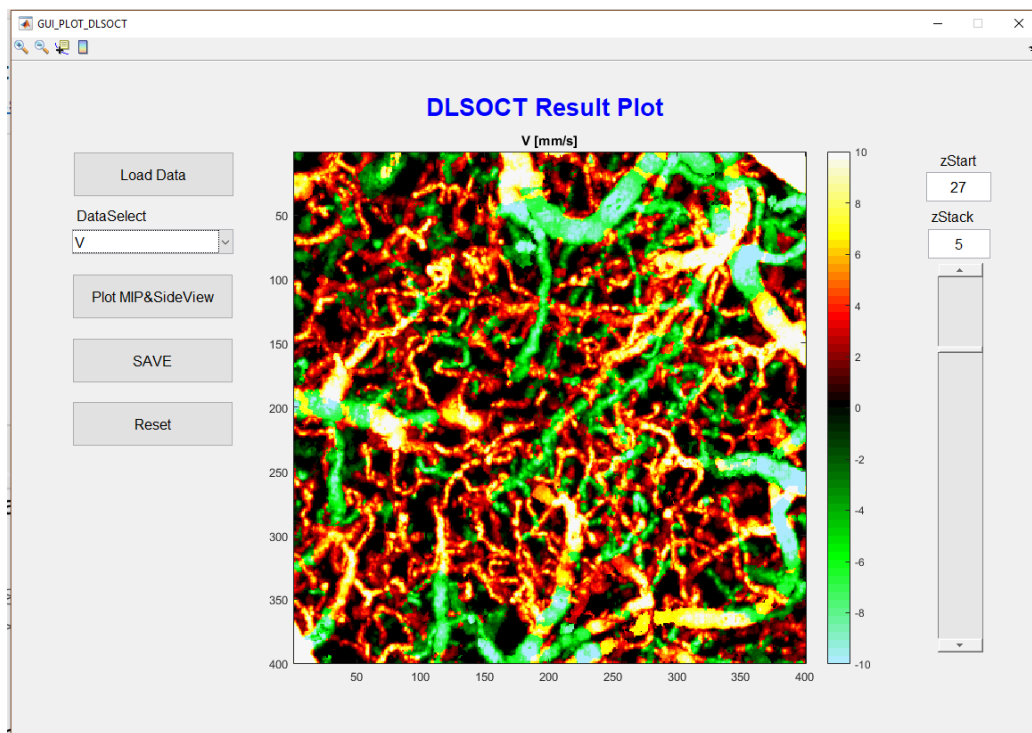 GUI_PLOT_DLSOCT
DLSOCT Result Plot
V [mm/s]
Load Data
DataSelect
V
Plot MIP&SideView
SAVE
Reset
50
100
150
200
250
300
350
400
50
100
150
200
250
300
350
400
10
8
6
4
2
0
-2
-4
-6
-8
-10
zStart
27
zStack
5